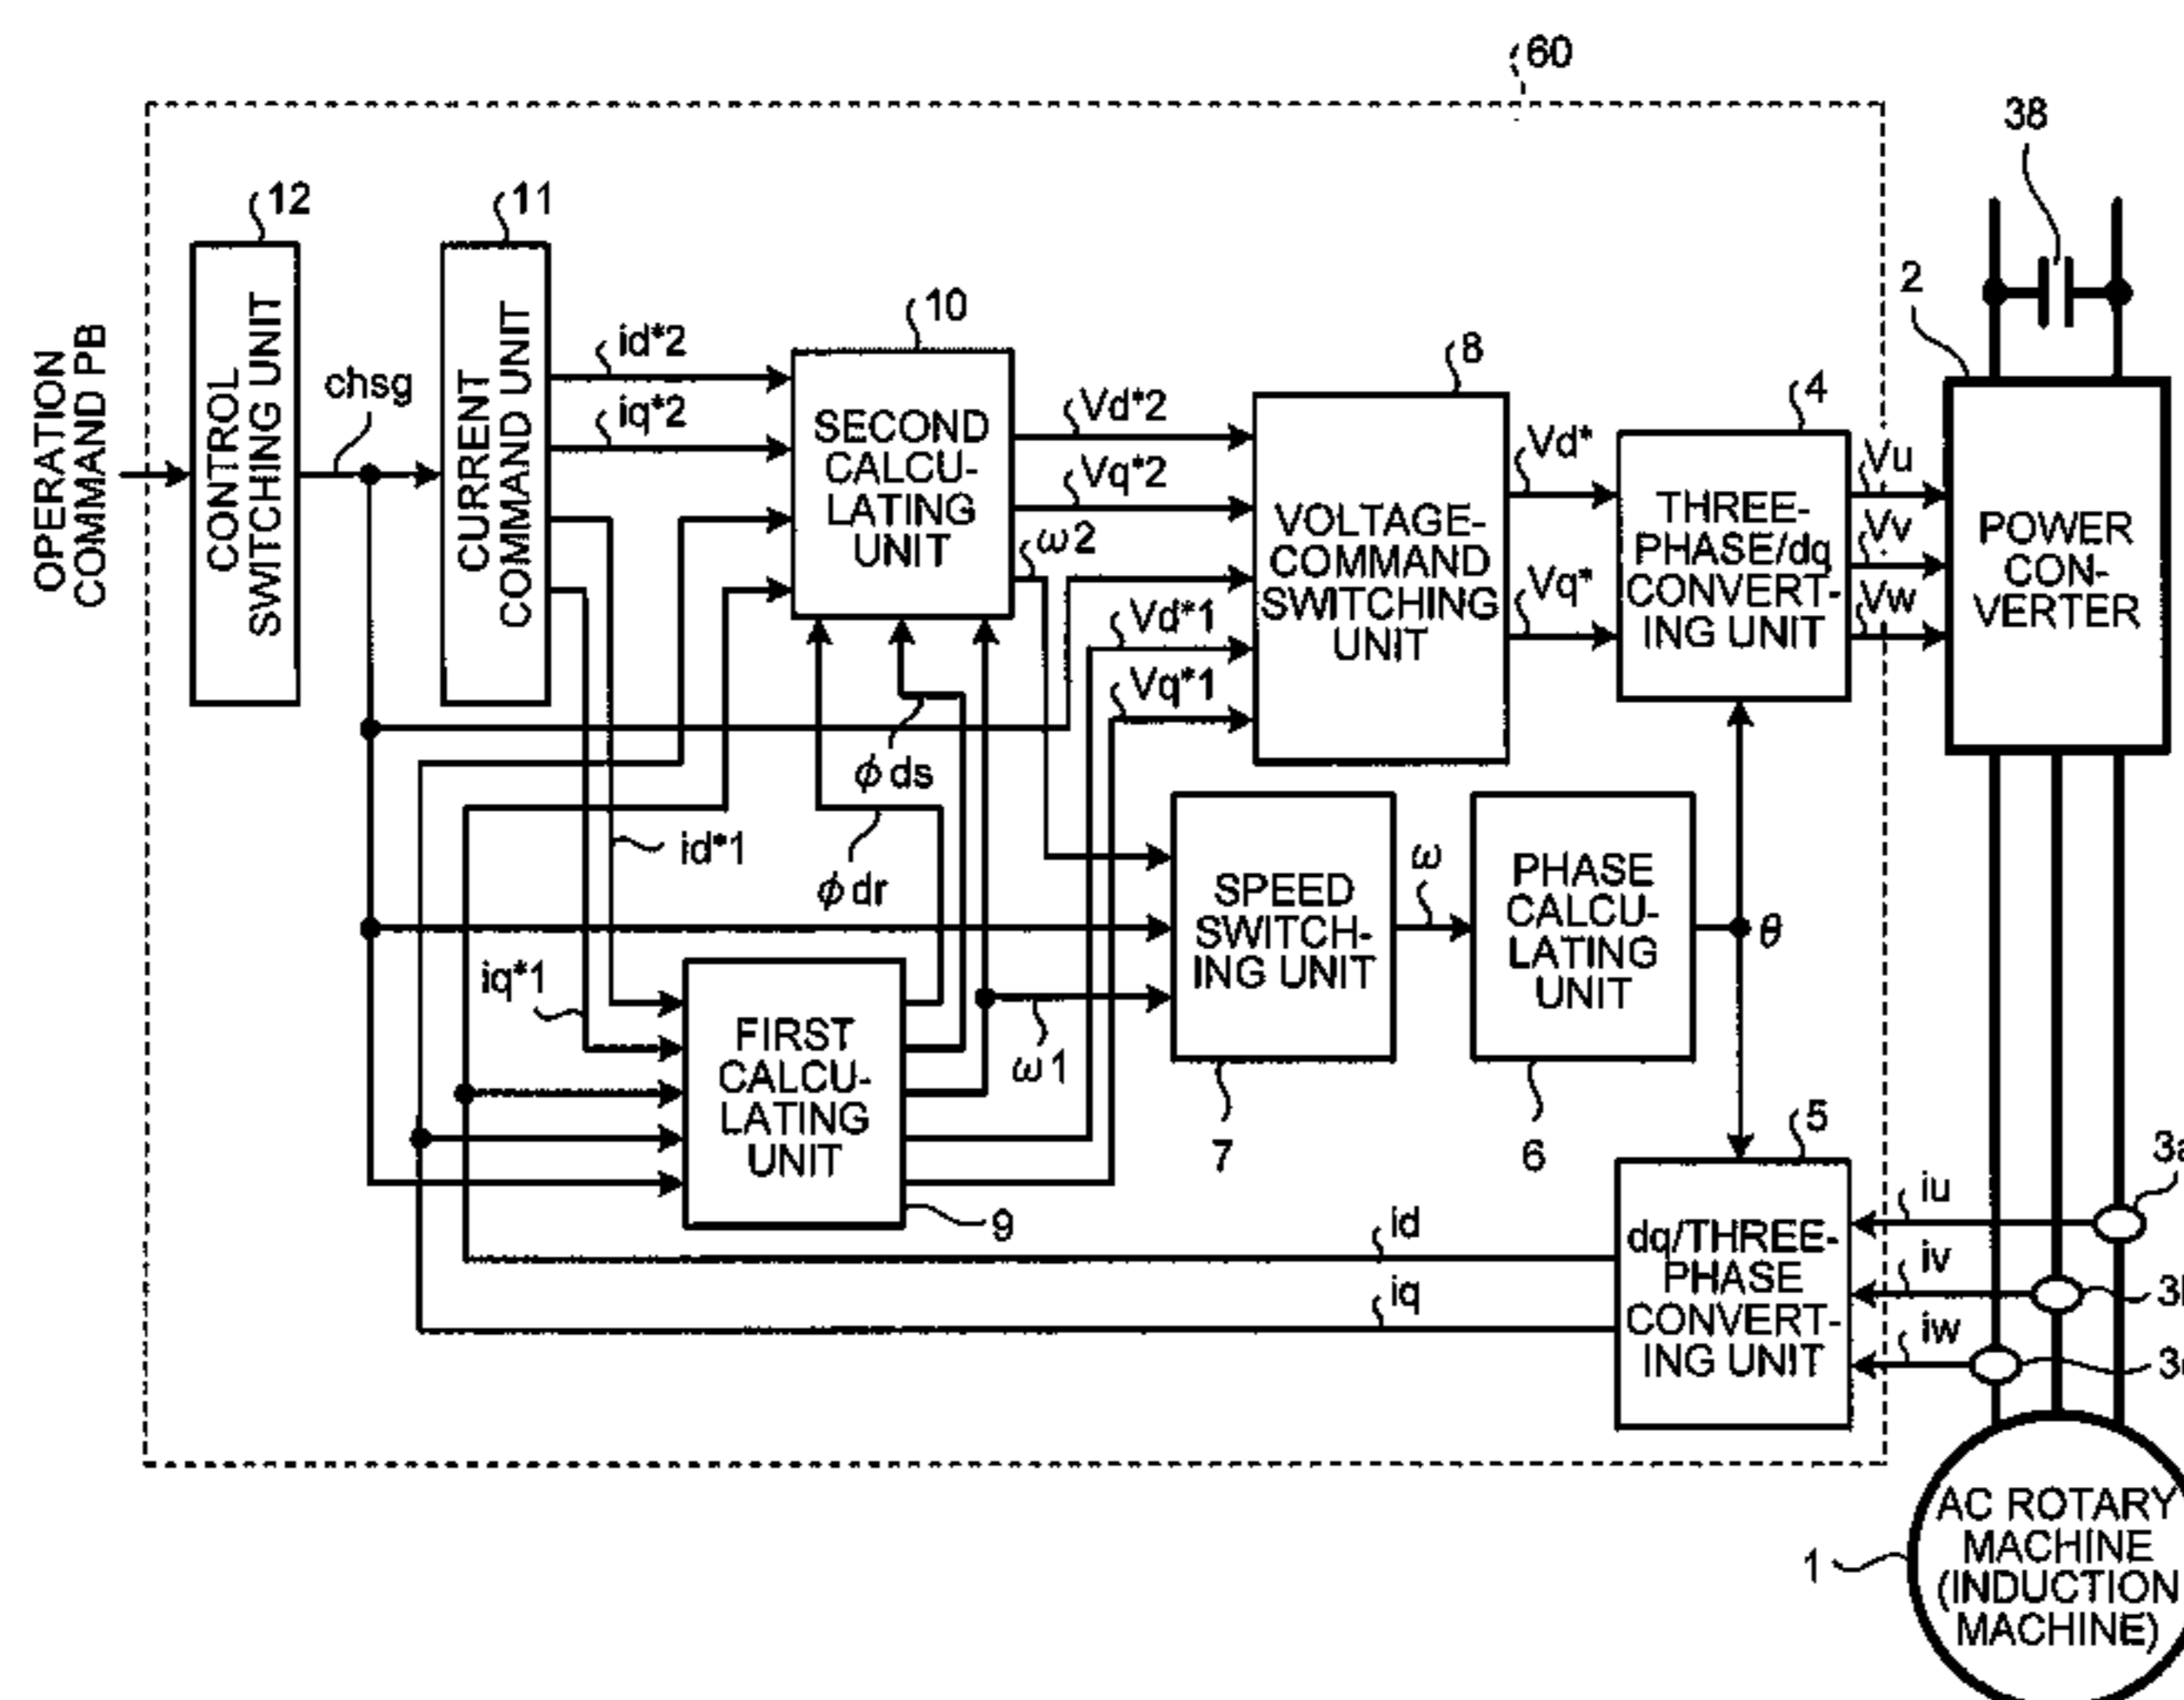 60
38
12
11
10
8
4
2
OPERATION
COMMAND PB
CONTROL
SWITCHING UNIT
chsg
CURRENT
COMMAND UNIT
id*2
iq*2
SECOND
CALCU-
LATING
UNIT
Vd*2
Vq*2
ω2
Vd*1
Vq*1
VOLTAGE-
COMMAND
SWITCHING
UNIT
Vd*
Vq*
THREE-
PHASE/dq
CONVERT-
ING UNIT
Vu
Vv
Vw
POWER
CON-
VERTER
ϕds
ϕdr
id*1
iq*1
FIRST
CALCU-
LATING
UNIT
9
ω1
SPEED
SWITCH-
ING UNIT
7
ω
PHASE
CALCU-
LATING
UNIT
6
θ
5
dq/THREE-
PHASE
CONVERT-
ING UNIT
id
iq
iu
iv
iw
3a
AC ROTARY
MACHINE
(INDUCTION
MACHINE)
1